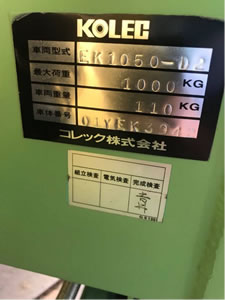 KOLEC
車両型式 EK1050-D2
最大荷重 1000 KG
車両重量 110 KG
車体番号
コレック株式会社
組立検査 電気検査 完成検査